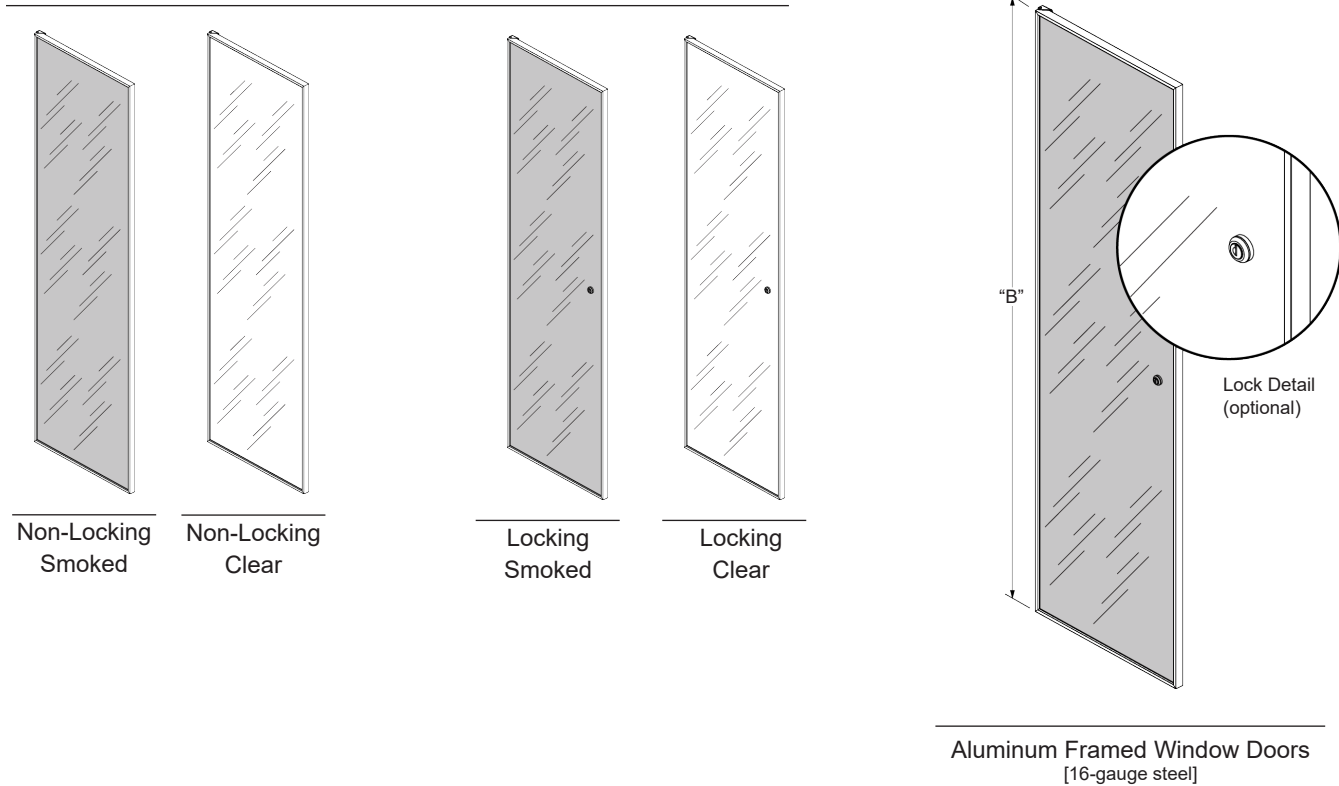 Non-Locking
Smoked
Non-Locking
Clear
Locking
Smoked
Locking
Clear
“B”
Lock Detail
(optional)
Aluminum Framed Window Doors
[16-gauge steel]